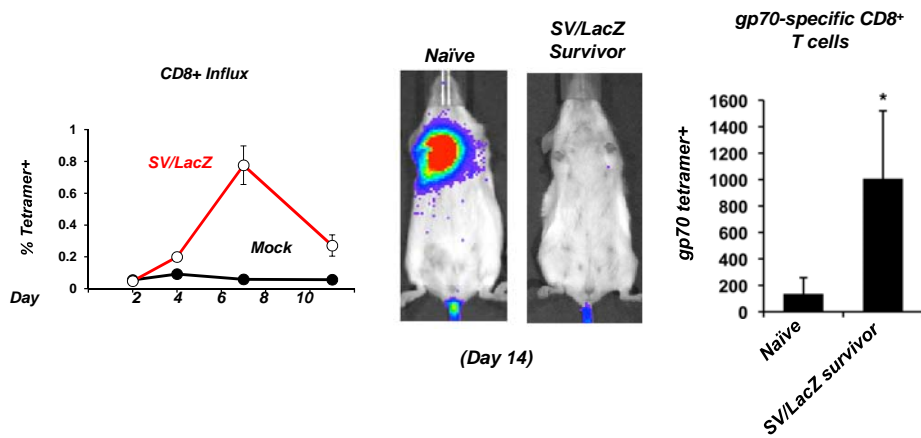 CD8+ Influx
% Tetramer+
1
0.8
0.6
0.4
0.2
0
SV/LacZ
Mock
Day
2 4 6 8 10
Naïve
SV/LacZ
Survivor
(Day 14)
gp70-specific CD8+
T cells
gp70 tetramer+
1600
1400
1200
1000
800
600
400
200
0
*
Naïve
SV/LacZ survivor